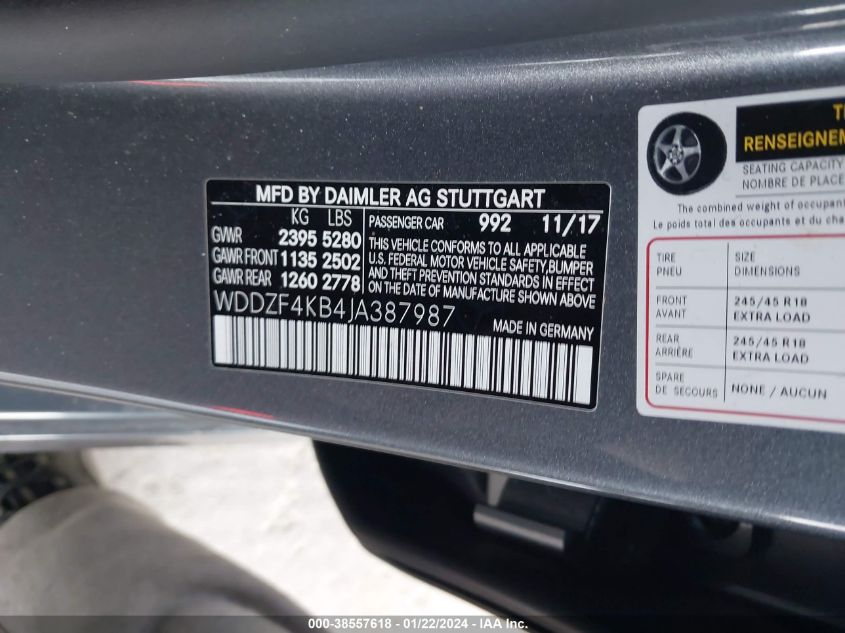 MFD BY DAIMLER AG STUTTGART
KG LBS
GVWR 2395 5280
GAWR FRONT 1135 2502
GAWR REAR 1260 2778
PASSENGER CAR 992 11/17
THIS VEHICLE CONFORMS TO ALL APPLICABLE
U.S. FEDERAL MOTOR VEHICLE SAFETY, BUMPER
AND THEFT PREVENTION STANDARDS IN EFFECT
ON THE DATE OF MANUFACTURE SHOWN ABOVE
WDDZF4KB4JA387987
MADE IN GERMANY
RENSEIGNEM
SEATING CAPACITY
NOMBRE DE PLACE
The combined weight of occupant
Le poids total des occupants et du cha
TIRE SIZE
PNEU DIMENSIONS
FRONT 245/45 R18
AVANT EXTRA LOAD
REAR 245/45 R18
ARRIÈRE EXTRA LOAD
SPARE
DE SECOURS NONE / AUCUN
000-38557618 - 01/22/2024 - IAA Inc.